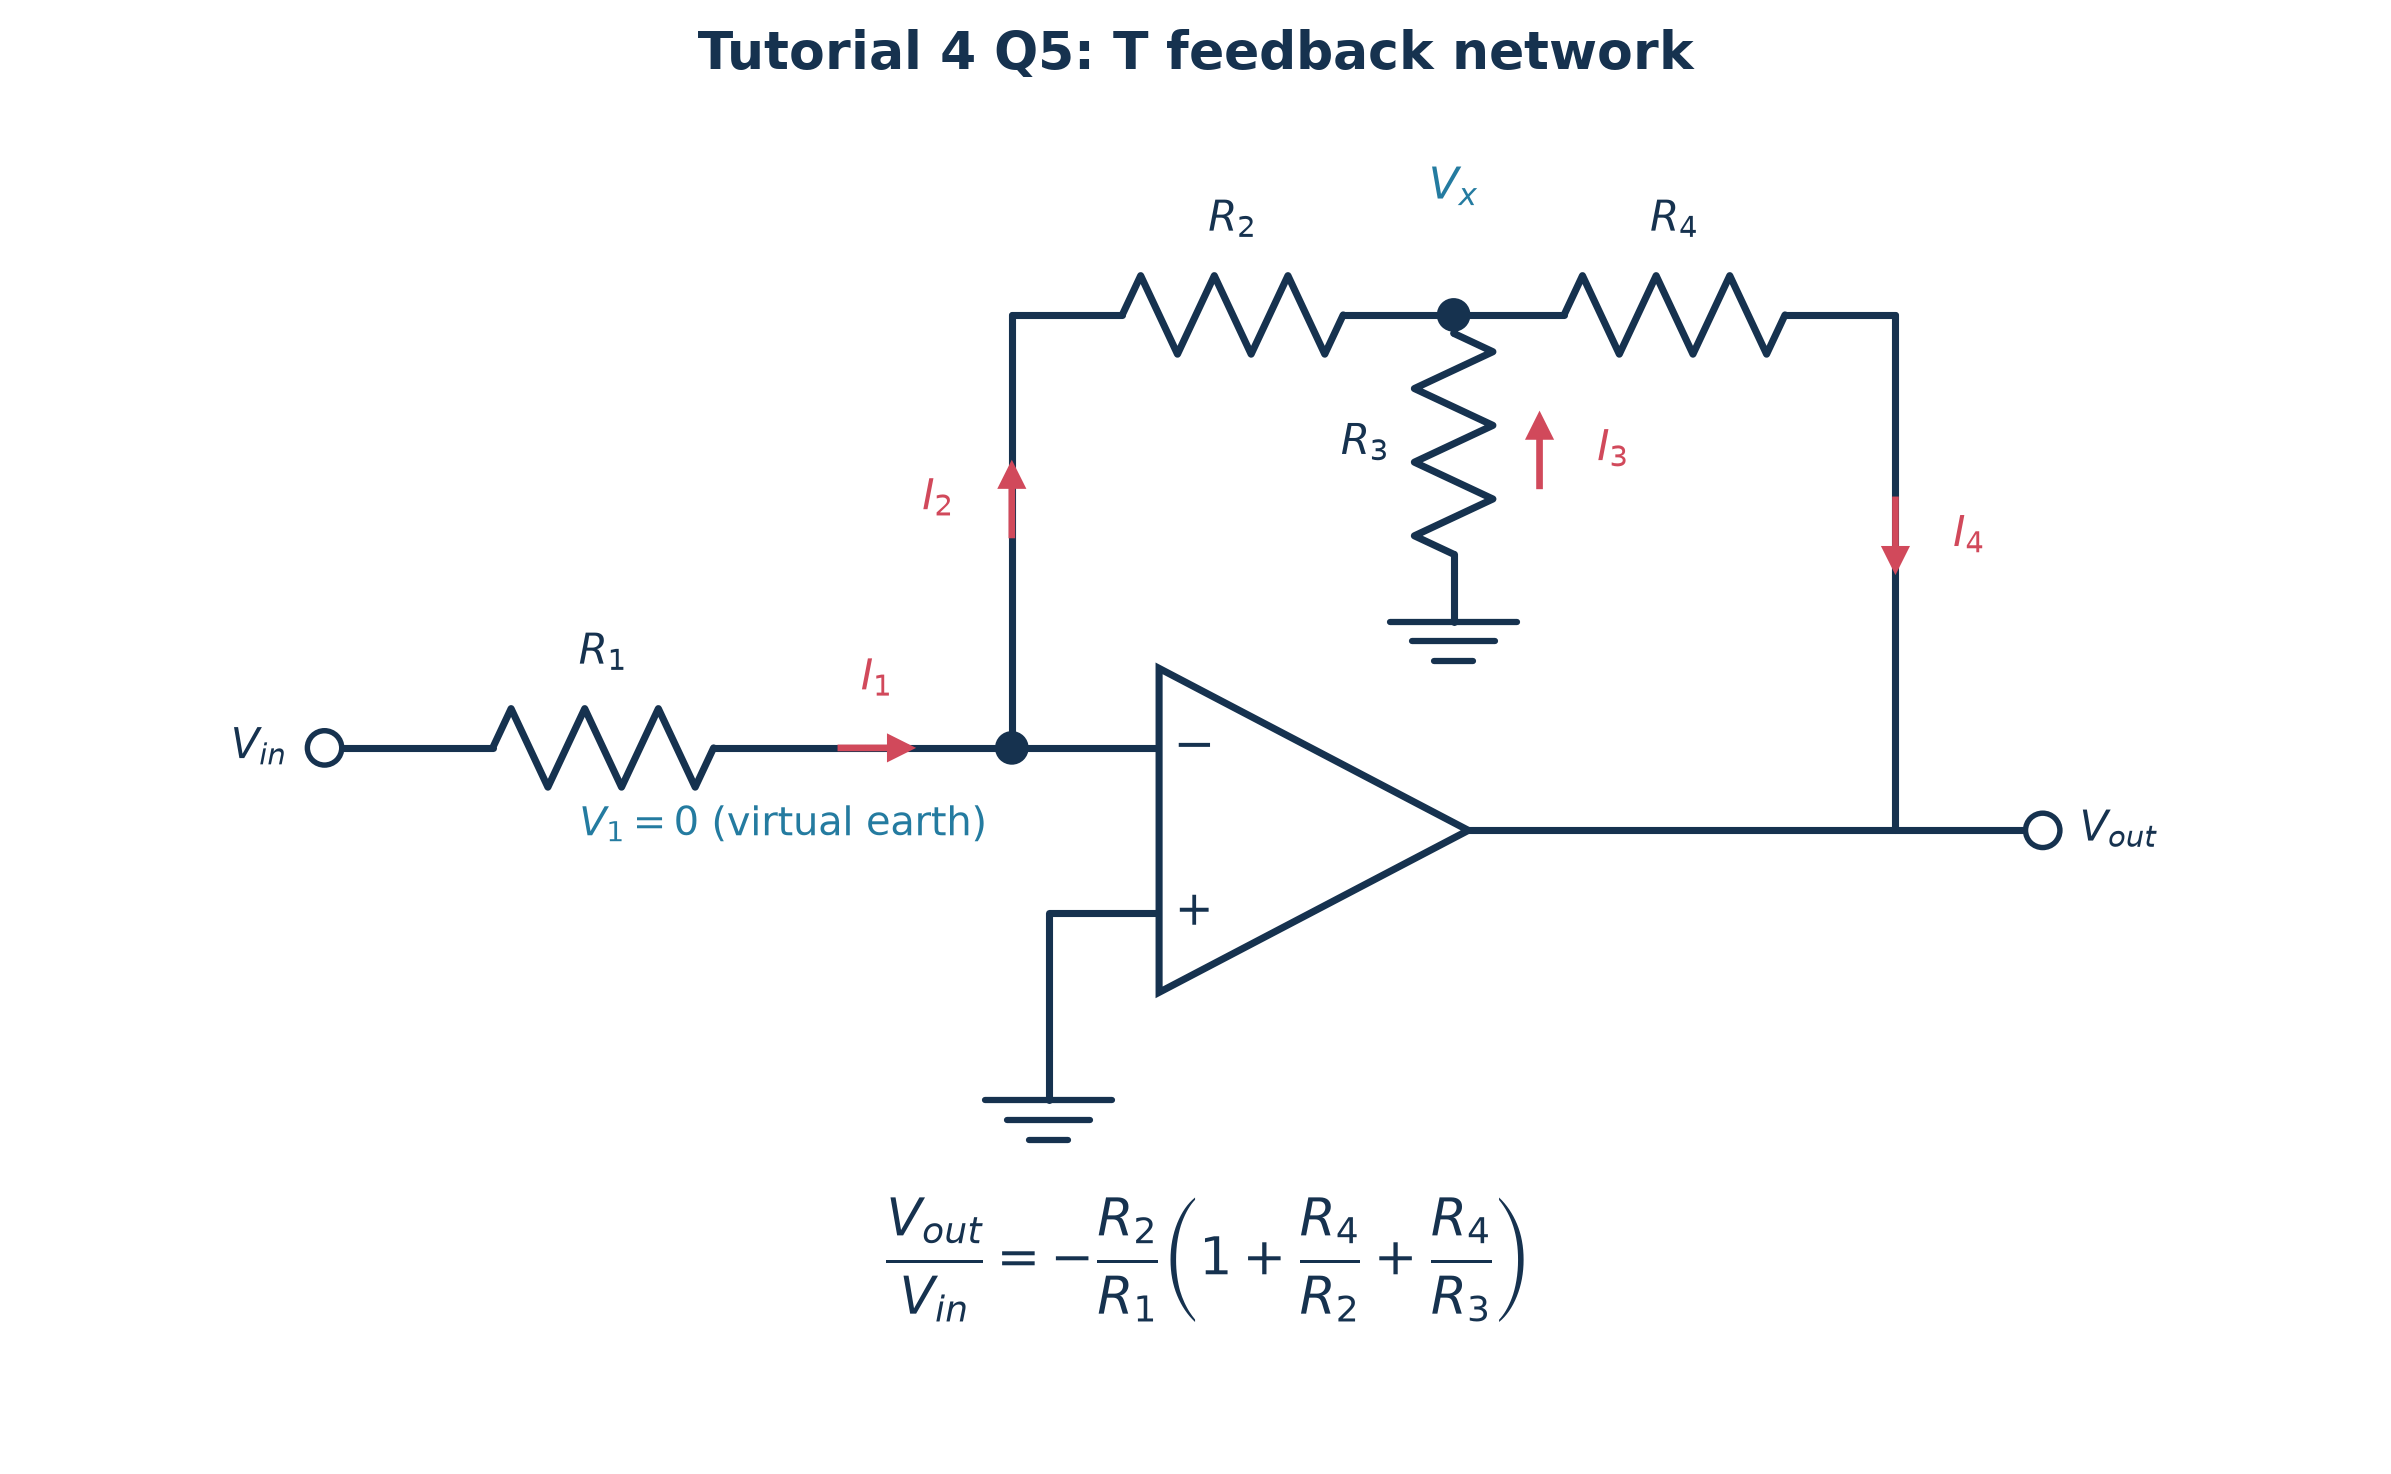 Tutorial 4 Q5: T feedback network
Vx
R2
R4
R3
I3
I2
I4
R1
I1
Vin
−
V1 = 0 (virtual earth)
Vout
+
Vout/Vin = −R2/R1(1 + R4/R2 + R4/R3)